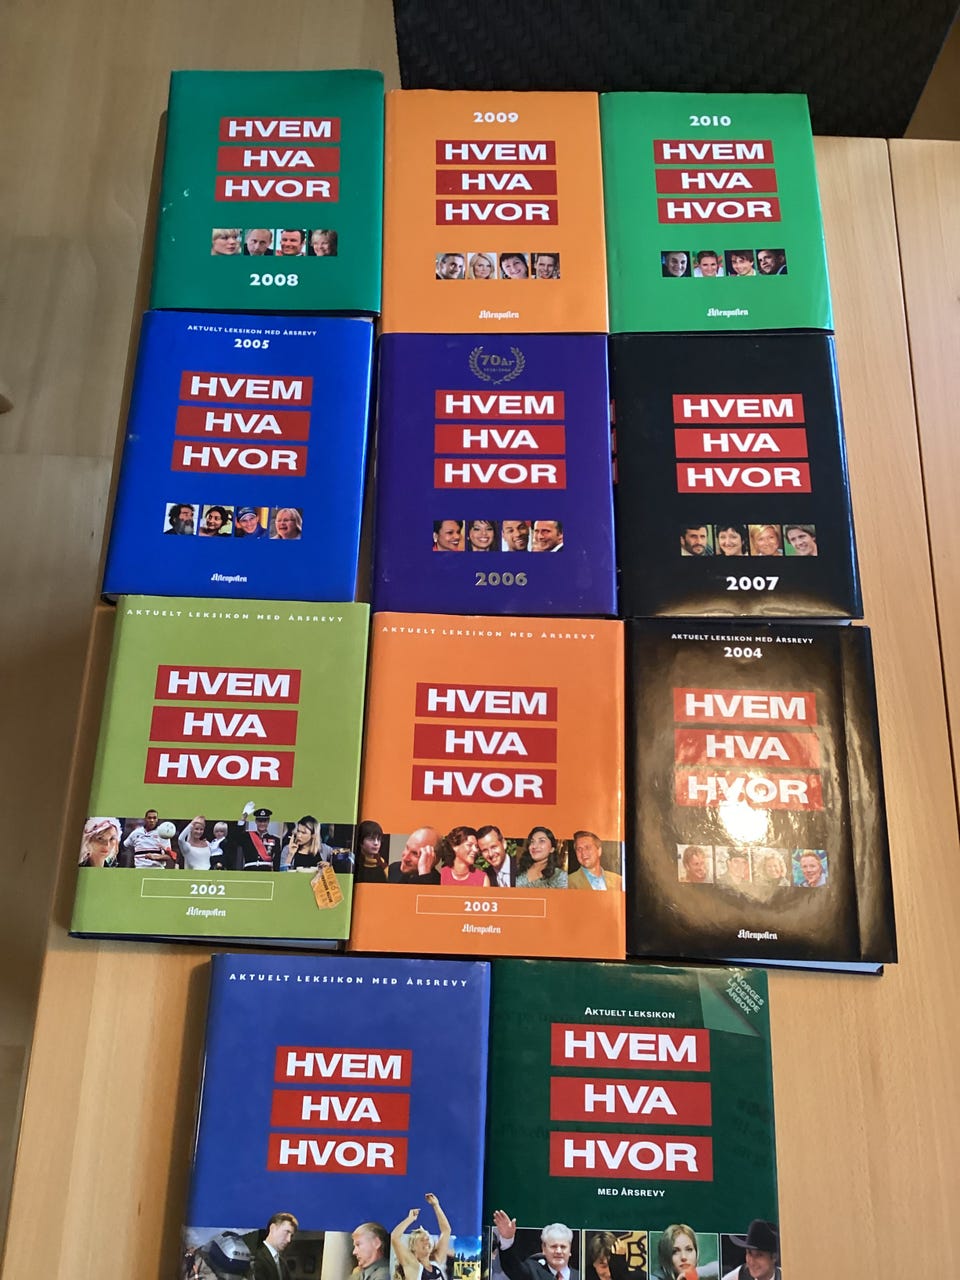 HVEM
HVA
HVOR
2008
2009
HVEM
HVA
HVOR
Aftenposten
2010
HVEM
HVA
HVOR
Aftenposten
AKTUELT LEKSIKON MED ÅRSREVY
2005
HVEM
HVA
HVOR
Aftenposten
70 år
HVEM
HVA
HVOR
2006
HVEM
HVA
HVOR
2007
AKTUELT LEKSIKON MED ÅRSREVY
HVEM
HVA
HVOR
2002
Aftenposten
AKTUELT LEKSIKON MED ÅRSREVY
HVEM
HVA
HVOR
2003
Aftenposten
AKTUELT LEKSIKON MED ÅRSREVY
2004
HVEM
HVA
HVOR
Aftenposten
AKTUELT LEKSIKON MED ÅRSREVY
HVEM
HVA
HVOR
NORGES
LEDENDE
ÅRBOK
AKTUELT LEKSIKON
HVEM
HVA
HVOR
MED ÅRSREVY